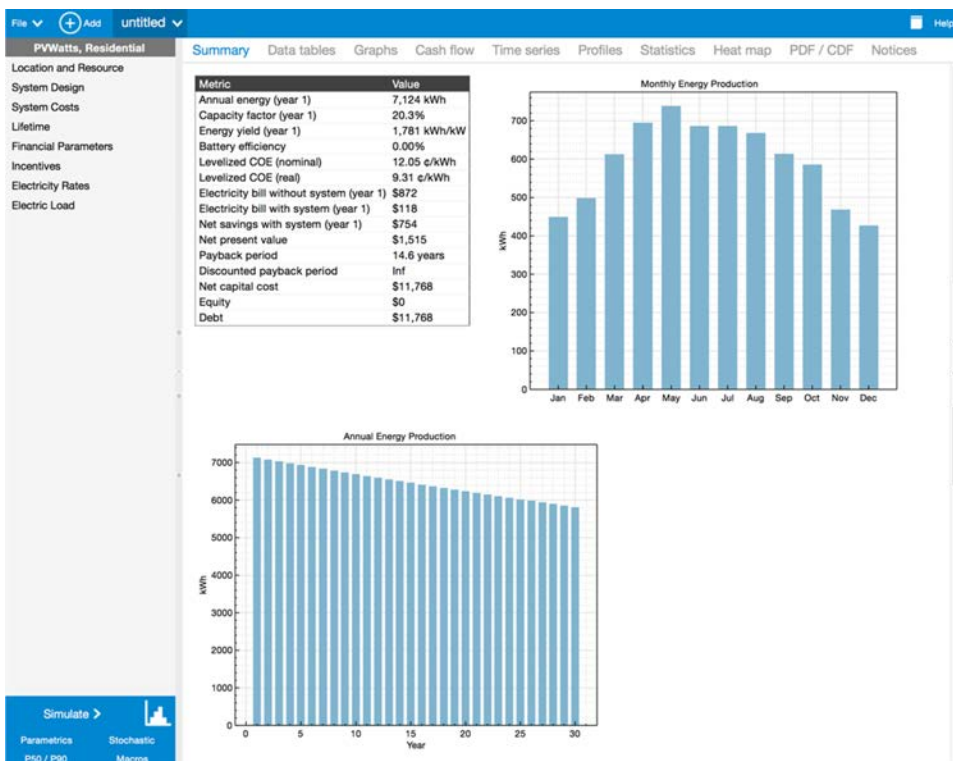 File Add untitled Help
PVWatts, Residential
Location and Resource
System Design
System Costs
Lifetime
Financial Parameters
Incentives
Electricity Rates
Electric Load
Simulate >
Parametrics Stochastic
P50 / P90 Macros
Summary Data tables Graphs Cash flow Time series Profiles Statistics Heat map PDF / CDF Notices
Metric Value
Annual energy (year 1) 7,124 kWh
Capacity factor (year 1) 20.3%
Energy yield (year 1) 1,781 kWh/kW
Battery efficiency 0.00%
Levelized COE (nominal) 12.05 ¢/kWh
Levelized COE (real) 9.31 ¢/kWh
Electricity bill without system (year 1) $872
Electricity bill with system (year 1) $118
Net savings with system (year 1) $754
Net present value $1,515
Payback period 14.6 years
Discounted payback period Inf
Net capital cost $11,768
Equity $0
Debt $11,768
Monthly Energy Production
700
600
500
400
300
200
100
0
kWh
Jan Feb Mar Apr May Jun Jul Aug Sep Oct Nov Dec
Annual Energy Production
7000
6000
5000
4000
3000
2000
1000
0
kWh
0 5 10 15 20 25 30
Year